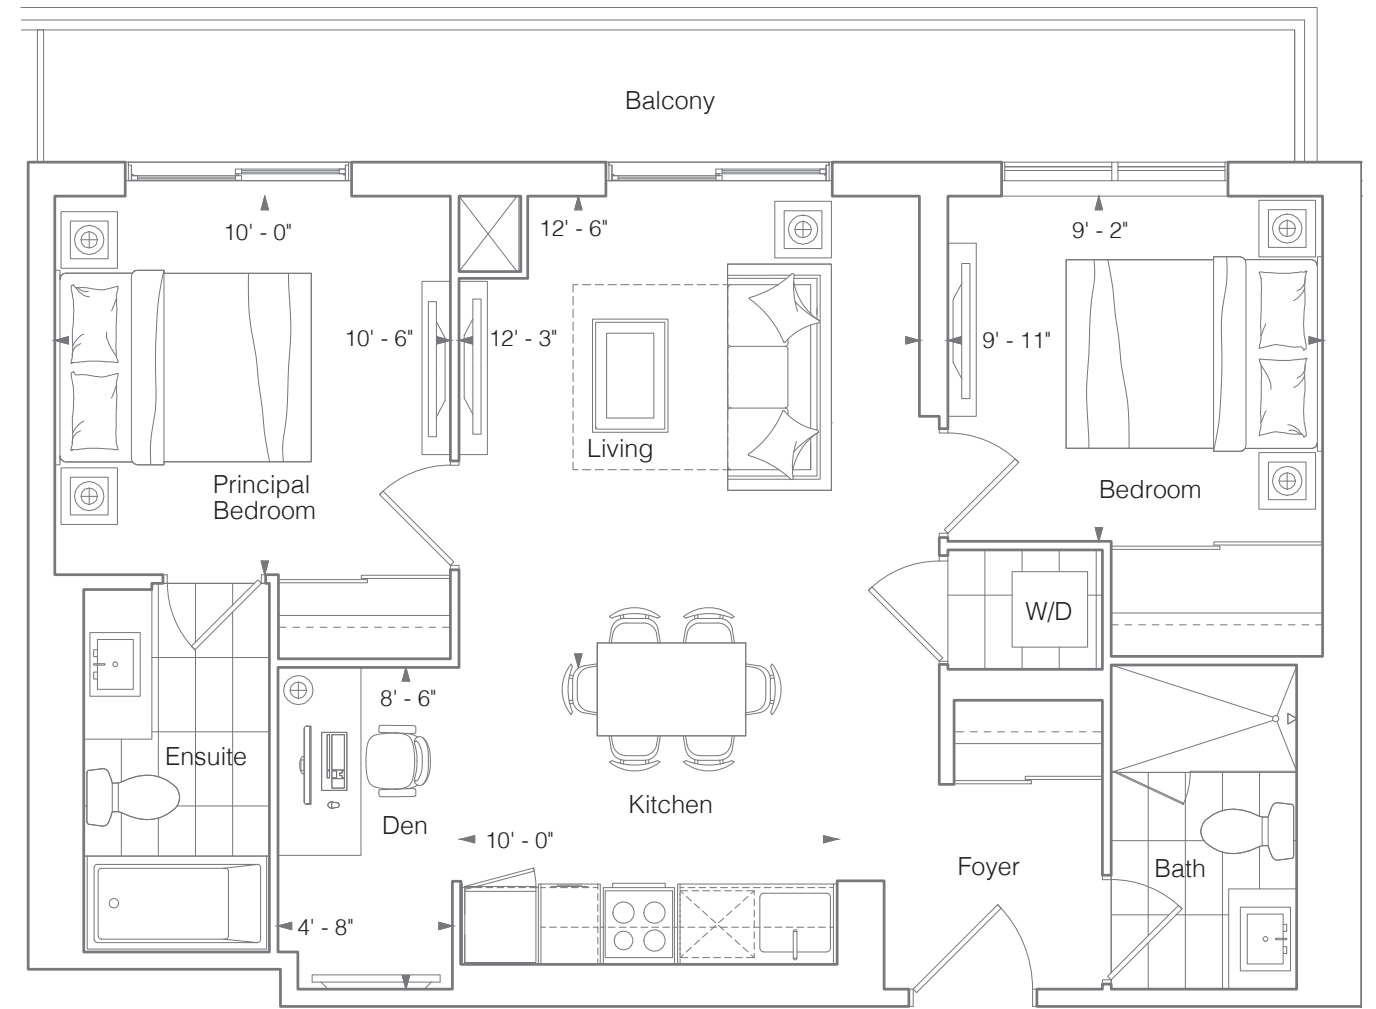 Balcony
10' - 0"
12' - 6"
9' - 2"
10' - 6"
12' - 3"
9' - 11"
Living
Principal
Bedroom
Bedroom
W/D
8' - 6"
Ensuite
Den
Kitchen
10' - 0"
Foyer
Bath
4' - 8"